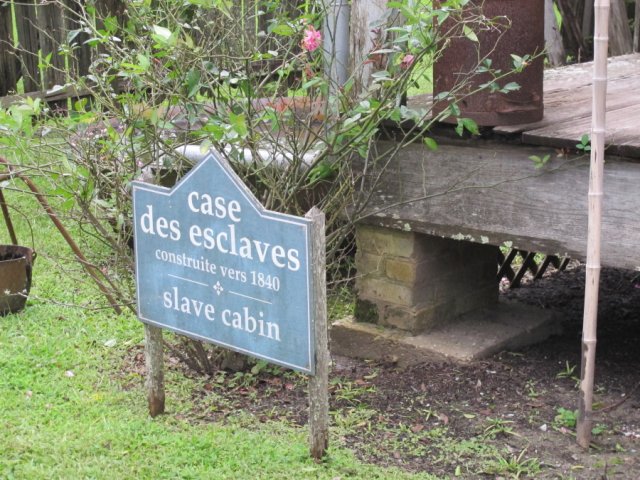 case
des esclaves
construite vers 1840
slave cabin